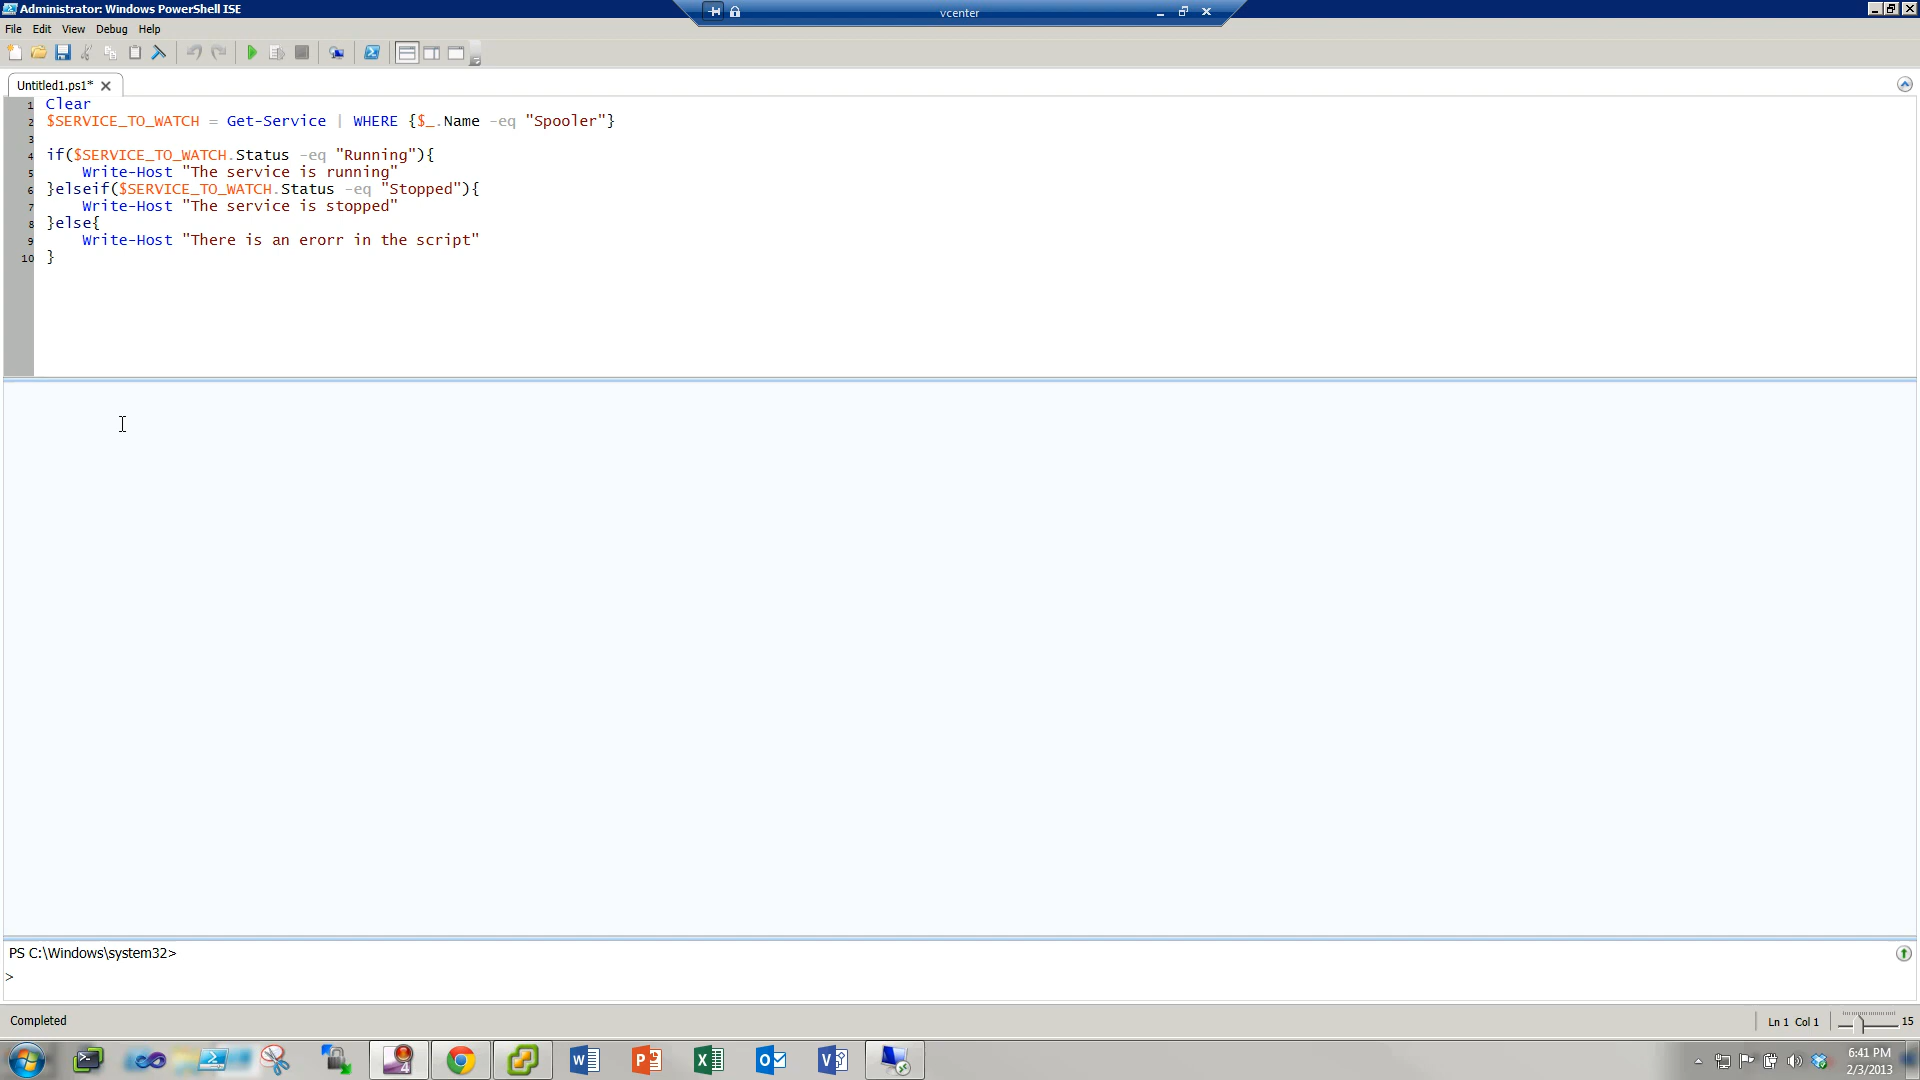 Administrator: Windows PowerShell ISE
vcenter
File Edit View Debug Help
Untitled1.ps1*
1 Clear
2 $SERVICE_TO_WATCH = Get-Service | WHERE {$_.Name -eq "Spooler"}
3
4 if($SERVICE_TO_WATCH.Status -eq "Running"){
5 Write-Host "The service is running"
6 }elseif($SERVICE_TO_WATCH.Status -eq "Stopped"){
7 Write-Host "The service is stopped"
8 }else{
9 Write-Host "There is an erorr in the script"
10 }
PS C:\Windows\system32>
>
Completed
Ln 1 Col 1
15
4
6:41 PM
2/3/2013